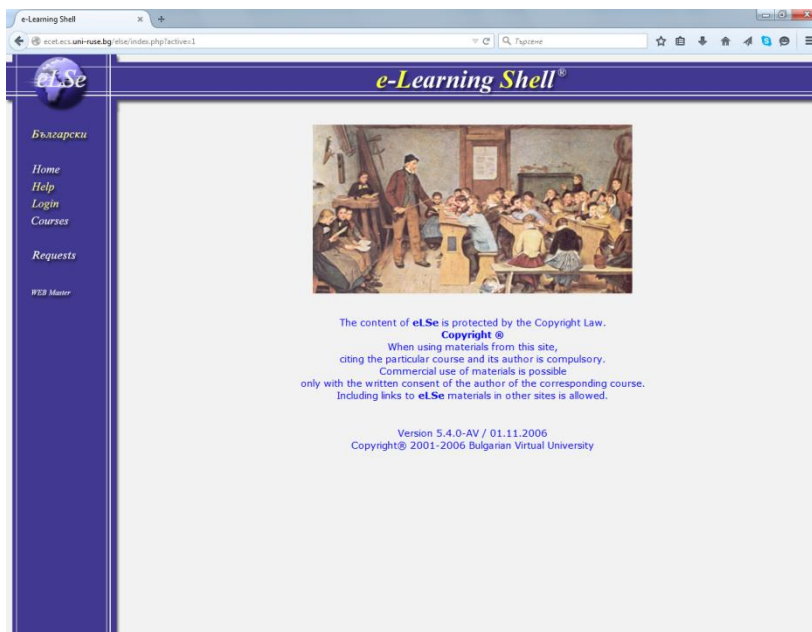 e-Learning Shell
ecet.ecs.uni-ruse.bg/else/index.php?active=1
Търсене
eLSe
e-Learning Shell®
Български
Home
Help
Login
Courses
Requests
WEB Master
The content of eLSe is protected by the Copyright Law.
Copyright ®
When using materials from this site,
citing the particular course and its author is compulsory.
Commercial use of materials is possible
only with the written consent of the author of the corresponding course.
Including links to eLSe materials in other sites is allowed.
Version 5.4.0-AV / 01.11.2006
Copyright® 2001-2006 Bulgarian Virtual University